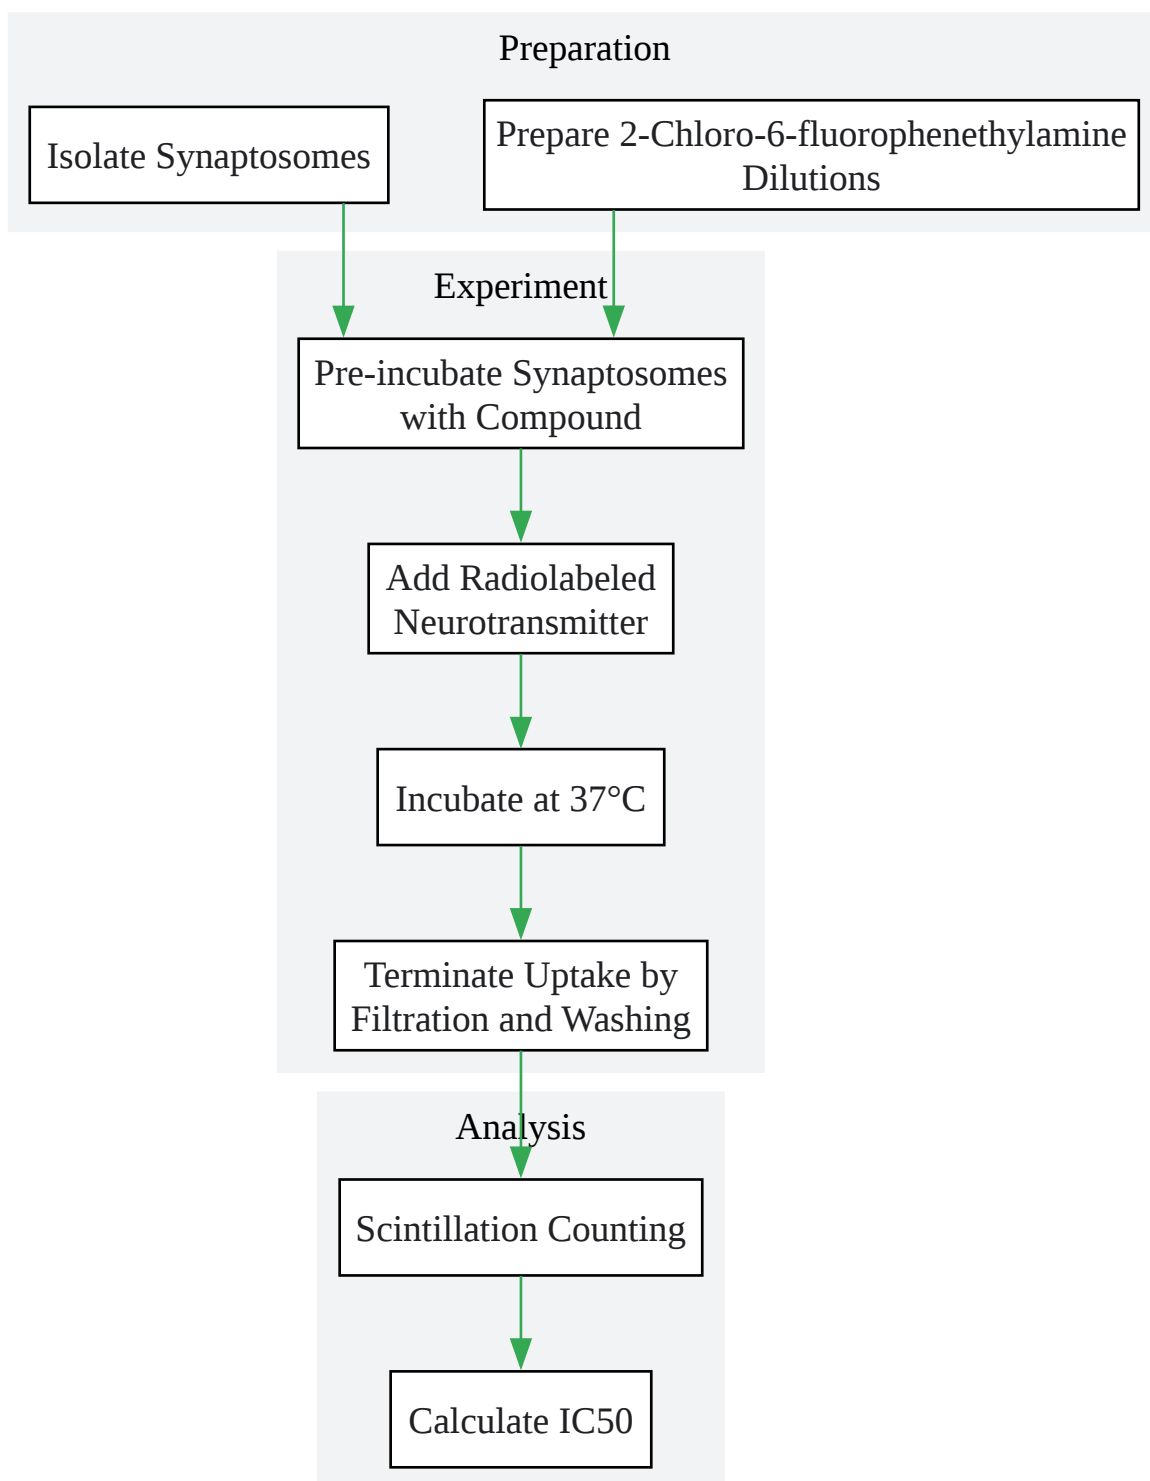 Preparation
Isolate Synaptosomes
Prepare 2-Chloro-6-fluorophenethylamine
Dilutions
Experiment
Pre-incubate Synaptosomes
with Compound
Add Radiolabeled
Neurotransmitter
Incubate at 37°C
Terminate Uptake by
Filtration and Washing
Analysis
Scintillation Counting
Calculate IC50